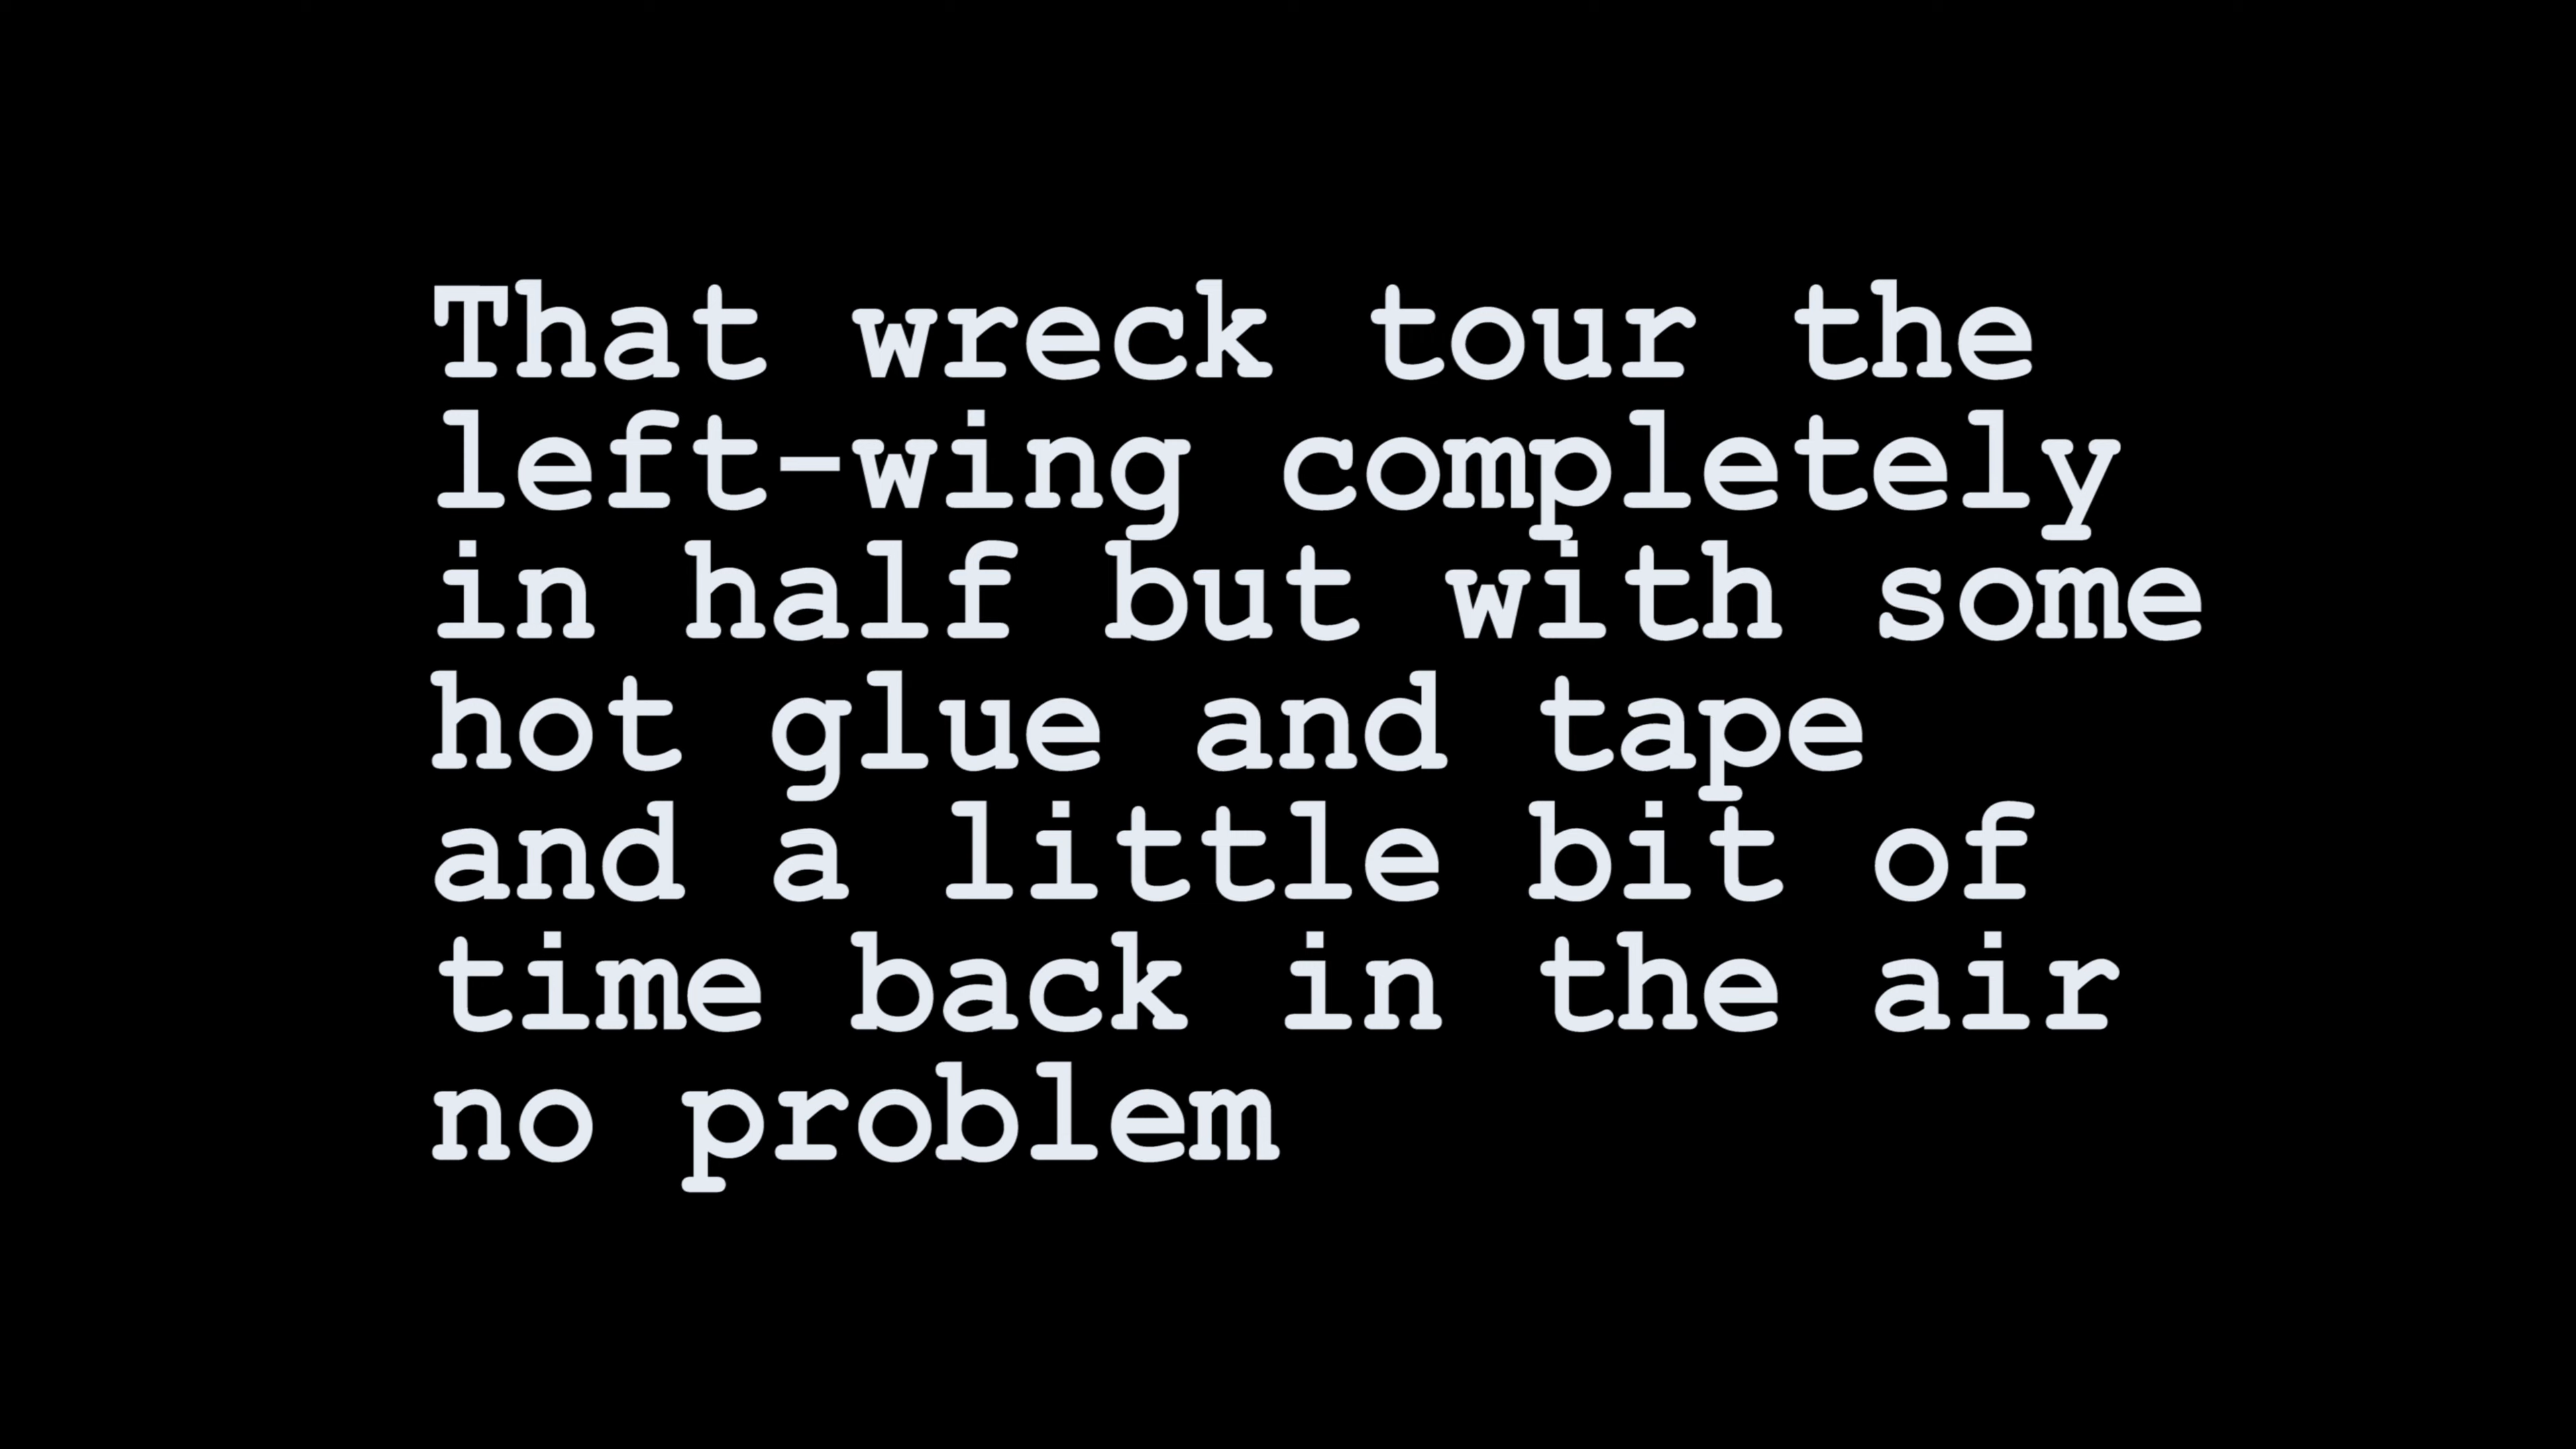 That wreck tour the
left-wing completely
in half but with some
hot glue and tape
and a little bit of
time back in the air
no problem